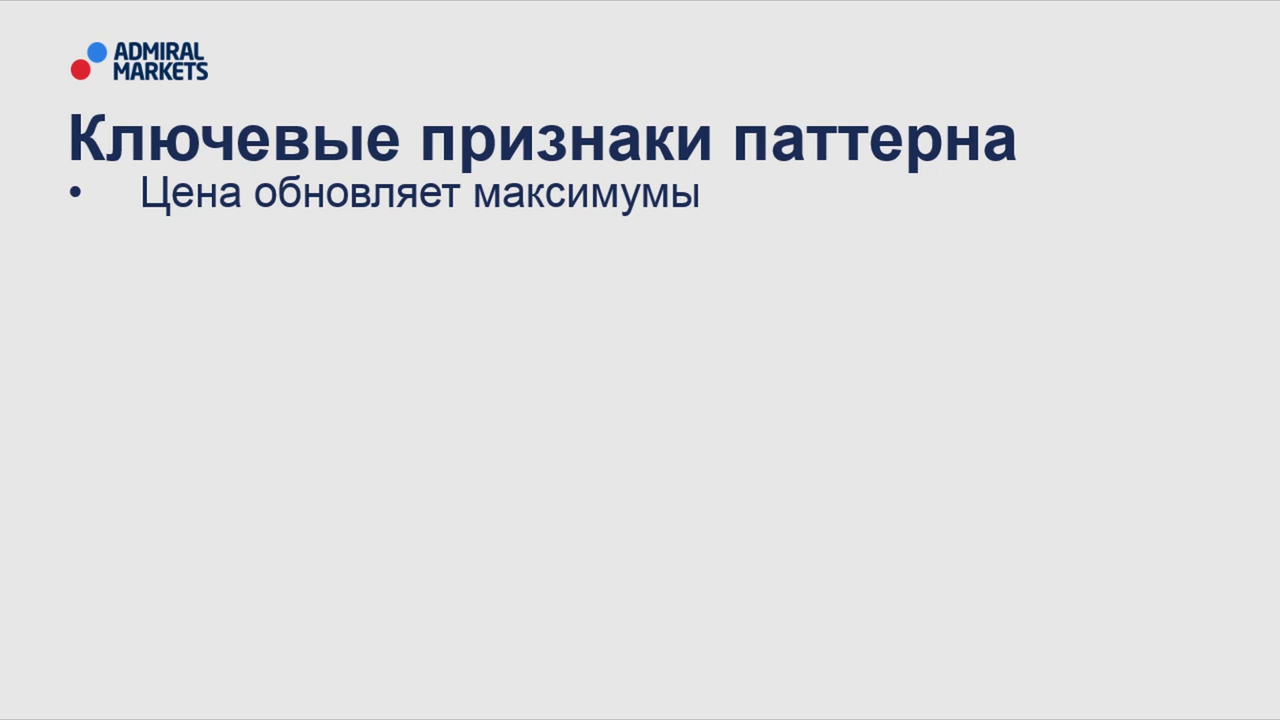 ADMIRAL
MARKETS
Ключевые признаки паттерна
• Цена обновляет максимумы